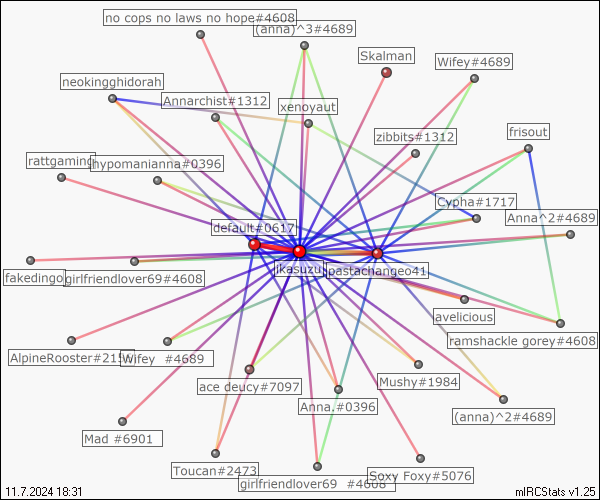 no cops no laws no hope#4608
(anna)^3#4689
Skalman
Wifey#4689
neokingghidorah
Annarchist#1312
xenoyaut
zibbits#1312
frisout
rattgaming
hypomanianna#0396
Cypha#1717
Anna^2#4689
default#0617
jkasuzu
pastachangeo41
fakedingo
girlfriendlover69#4608
avelicious
ramshackle gorey#4608
AlpineRooster#215
Wifey #4689
ace deucy#7097
Mushy#1984
Anna.#0396
(anna)^2#4689
Mad #6901
Toucan#2473
Soxy Foxy#5076
girlfriendlover69 #4608
11.7.2024 18:31
mIRCStats v1.25